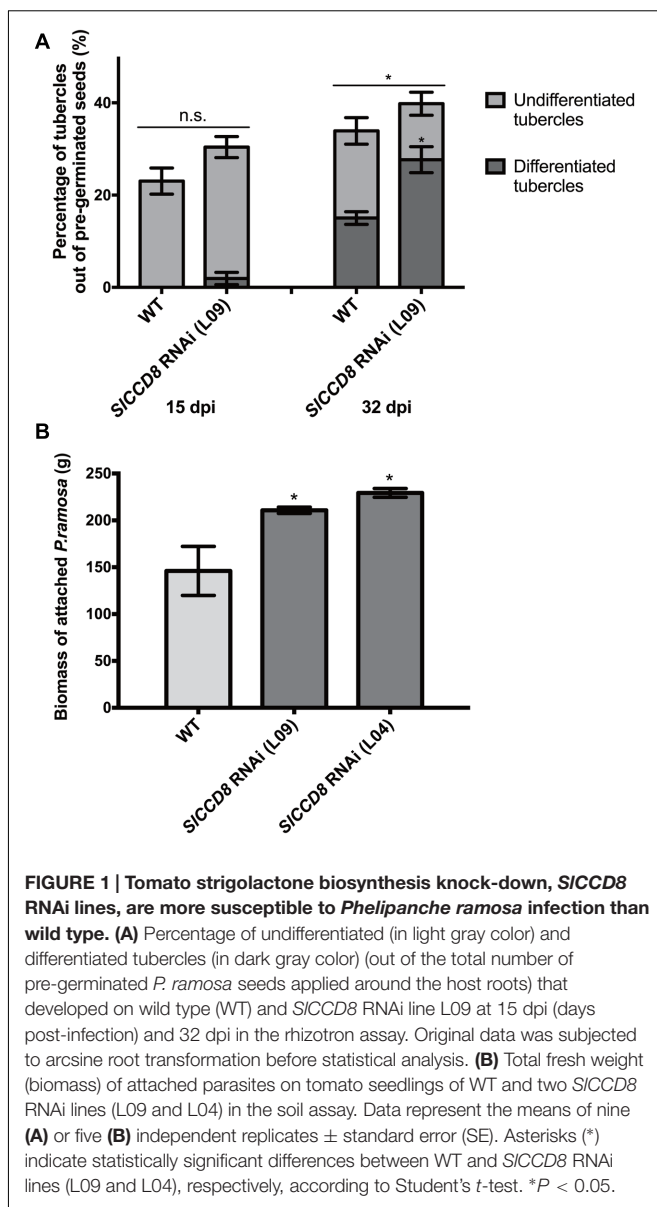 A
Percentage of tubercles
out of pre-germinated seeds (%)
40
20
0
n.s.
*
*
Undifferentiated
tubercles
Differentiated
tubercles
WT
SlCCD8 RNAi (L09)
WT
SlCCD8 RNAi (L09)
15 dpi
32 dpi
B
Biomass of attached P.ramosa (g)
250
200
150
100
50
0
*
*
WT
SlCCD8 RNAi (L09)
SlCCD8 RNAi (L04)
FIGURE 1 | Tomato strigolactone biosynthesis knock-down, SlCCD8
RNAi lines, are more susceptible to Phelipanche ramosa infection than
wild type. (A) Percentage of undifferentiated (in light gray color) and
differentiated tubercles (in dark gray color) (out of the total number of
pre-germinated P. ramosa seeds applied around the host roots) that
developed on wild type (WT) and SlCCD8 RNAi line L09 at 15 dpi (days
post-infection) and 32 dpi in the rhizotron assay. Original data was subjected
to arcsine root transformation before statistical analysis. (B) Total fresh weight
(biomass) of attached parasites on tomato seedlings of WT and two SlCCD8
RNAi lines (L09 and L04) in the soil assay. Data represent the means of nine
(A) or five (B) independent replicates ± standard error (SE). Asterisks (*)
indicate statistically significant differences between WT and SlCCD8 RNAi
lines (L09 and L04), respectively, according to Student's t-test. *P < 0.05.